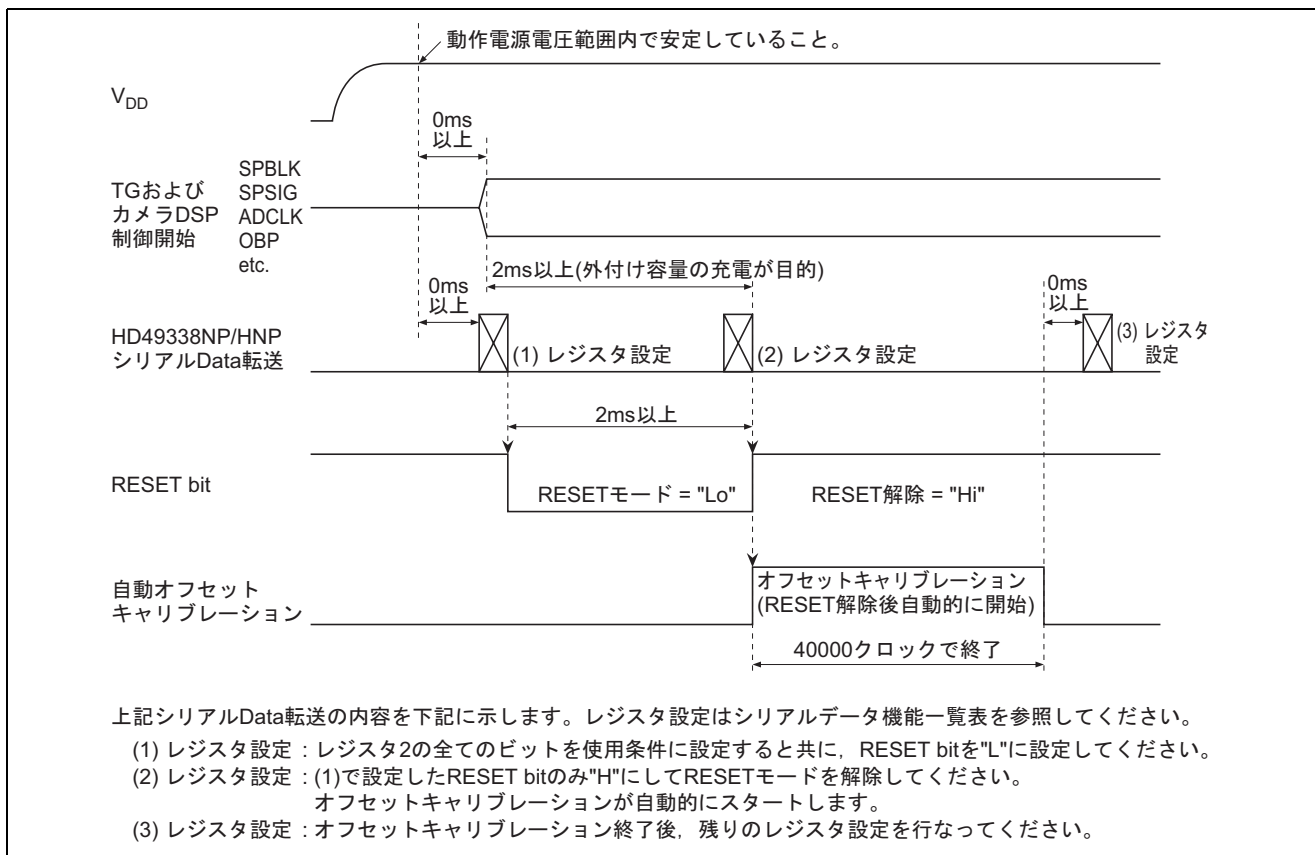 動作電源電圧範囲内で安定していること。
VDD
0ms
以上
TGおよび
カメラDSP
制御開始
SPBLK
SPSIG
ADCLK
OBP
etc.
2ms以上(外付け容量の充電が目的)
0ms
以上
0ms
以上
HD49338NP/HNP
シリアルData転送
(1) レジスタ設定
(2) レジスタ設定
(3) レジスタ
設定
2ms以上
RESET bit
RESETモード = "Lo"
RESET解除 = "Hi"
自動オフセット
キャリブレーション
オフセットキャリブレーション
(RESET解除後自動的に開始)
40000クロックで終了
上記シリアルData転送の内容を下記に示します。レジスタ設定はシリアルデータ機能一覧表を参照してください。
(1) レジスタ設定 : レジスタ2の全てのビットを使用条件に設定すると共に，RESET bitを"L"に設定してください。
(2) レジスタ設定 : (1)で設定したRESET bitのみ"H"にしてRESETモードを解除してください。
オフセットキャリブレーションが自動的にスタートします。
(3) レジスタ設定 : オフセットキャリブレーション終了後，残りのレジスタ設定を行なってください。